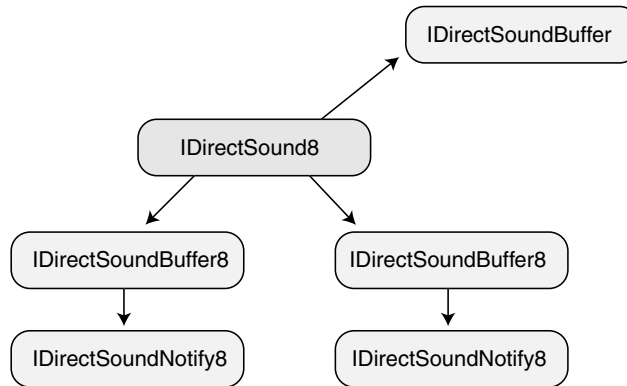 IDirectSoundBuffer
IDirectSound8
IDirectSoundBuffer8
IDirectSoundBuffer8
IDirectSoundNotify8
IDirectSoundNotify8